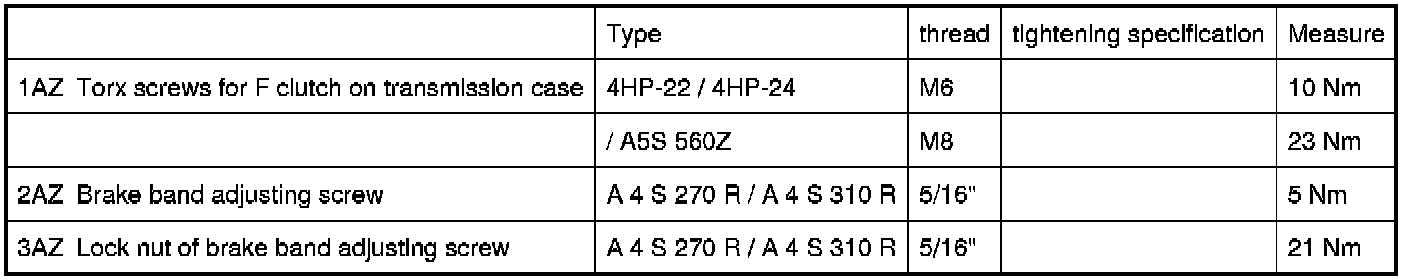 Type thread tightening specification Measure
1AZ Torx screws for F clutch on transmission case 4HP-22 / 4HP-24 M6 10 Nm
/ A5S 560Z M8 23 Nm
2AZ Brake band adjusting screw A 4 S 270 R / A 4 S 310 R 5/16" 5 Nm
3AZ Lock nut of brake band adjusting screw A 4 S 270 R / A 4 S 310 R 5/16" 21 Nm